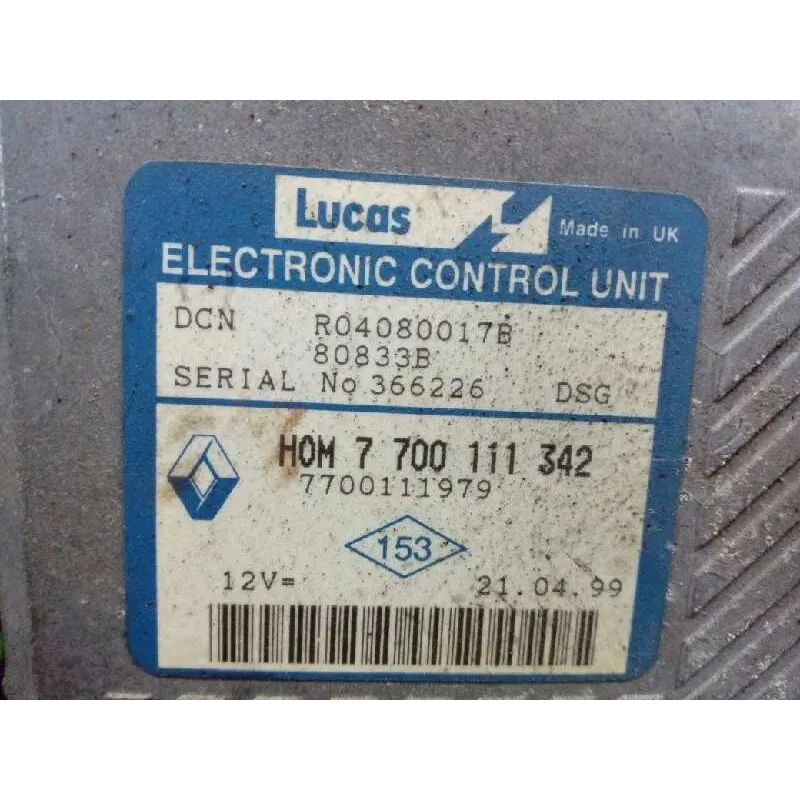 Lucas
Made in UK
ELECTRONIC CONTROL UNIT
DCN R04080017B
80833B
SERIAL No 366226 DSG
HOM 7 700 111 342
7700111979
153
12V= 21.04.99